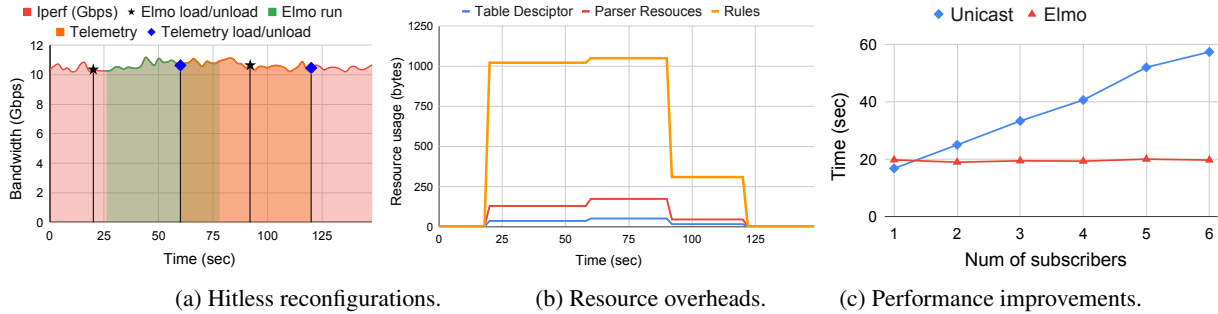 Iperf (Gbps) Elmo load/unload Elmo run
Telemetry Telemetry load/unload
Bandwidth (Gbps)
12
10
8
6
4
2
0
0 25 50 75 100 125
Time (sec)
(a) Hitless reconfigurations.
Table Desciptor Parser Resouces Rules
Resource usage (bytes)
1250
1000
750
500
250
0
25 50 75 100 125
Time (sec)
(b) Resource overheads.
Unicast Elmo
Time (sec)
60
40
20
0
1 2 3 4 5 6
Num of subscribers
(c) Performance improvements.